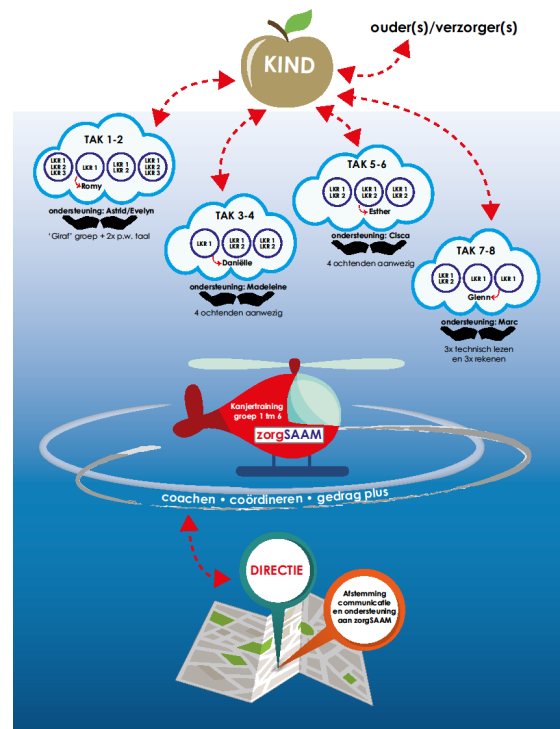 ouder(s)/verzorger(s)
KIND
TAK 1-2
LKR 1
LKR 2
LKR 3
LKR 1
LKR 1
LKR 2
LKR 1
LKR 2
LKR 3
Romy
ondersteuning: Astrid/Evelyn
'Giraf' groep + 2x p.w. taal
TAK 3-4
LKR 1
LKR 1
LKR 2
LKR 1
LKR 2
Daniëlle
ondersteuning: Madeleine
4 ochtenden aanwezig
TAK 5-6
LKR 1
LKR 2
LKR 1
LKR 2
LKR 1
LKR 2
Esther
ondersteuning: Cisca
4 ochtenden aanwezig
TAK 7-8
LKR 1
LKR 2
LKR 1
LKR 1
Glenn
ondersteuning: Marc
3x technisch lezen
en 3x rekenen
Kanjertraining
groep 1 tm 6
zorgSAAM
coachen • coördineren • gedrag plus
DIRECTIE
Afstemming
communicatie
en ondersteuning
aan zorgSAAM